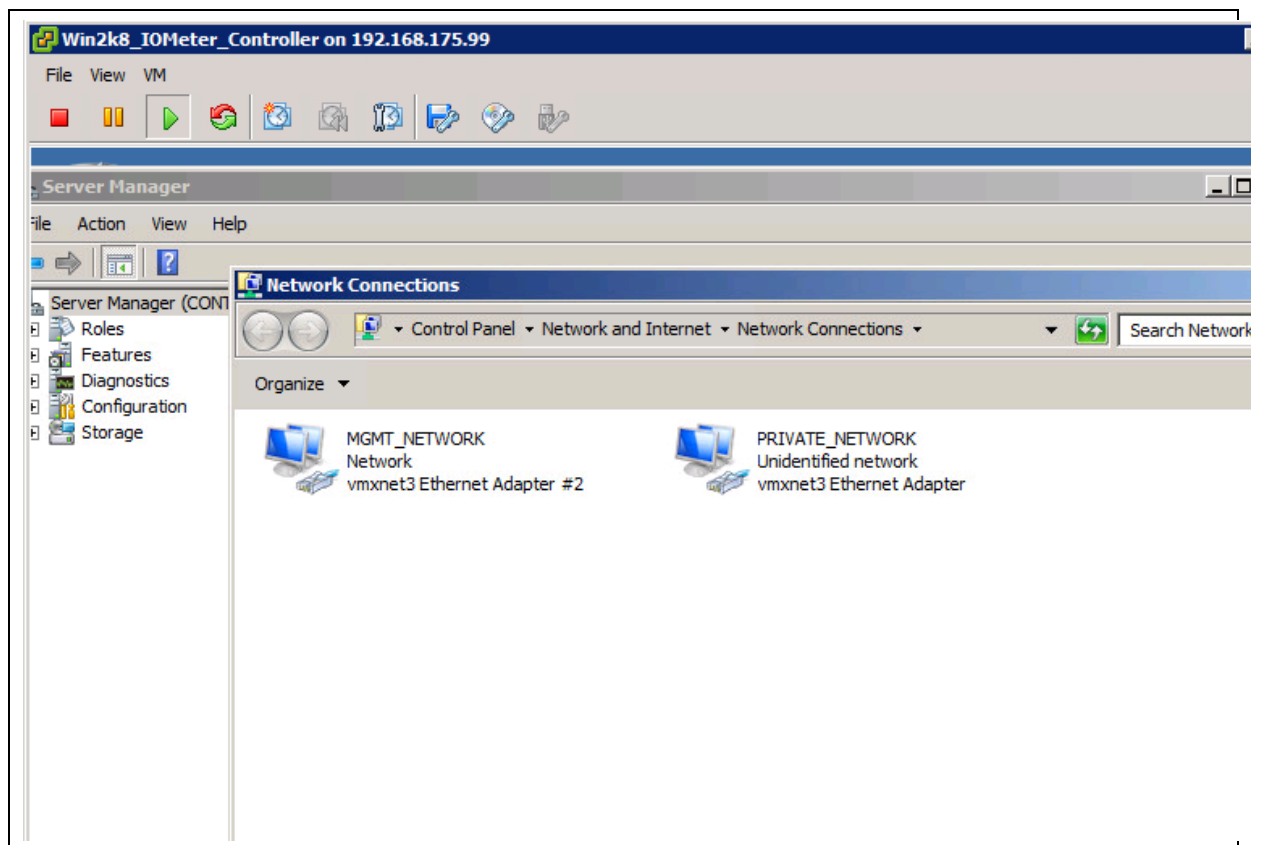 Win2k8_IOMeter_Controller on 192.168.175.99
File View VM
Server Manager
File Action View Help
Network Connections
Server Manager (CONT
Control Panel Network and Internet Network Connections Search Network
Roles
Features
Diagnostics
Configuration
Storage
Organize
MGMT_NETWORK
Network
vmxnet3 Ethernet Adapter #2
PRIVATE_NETWORK
Unidentified network
vmxnet3 Ethernet Adapter